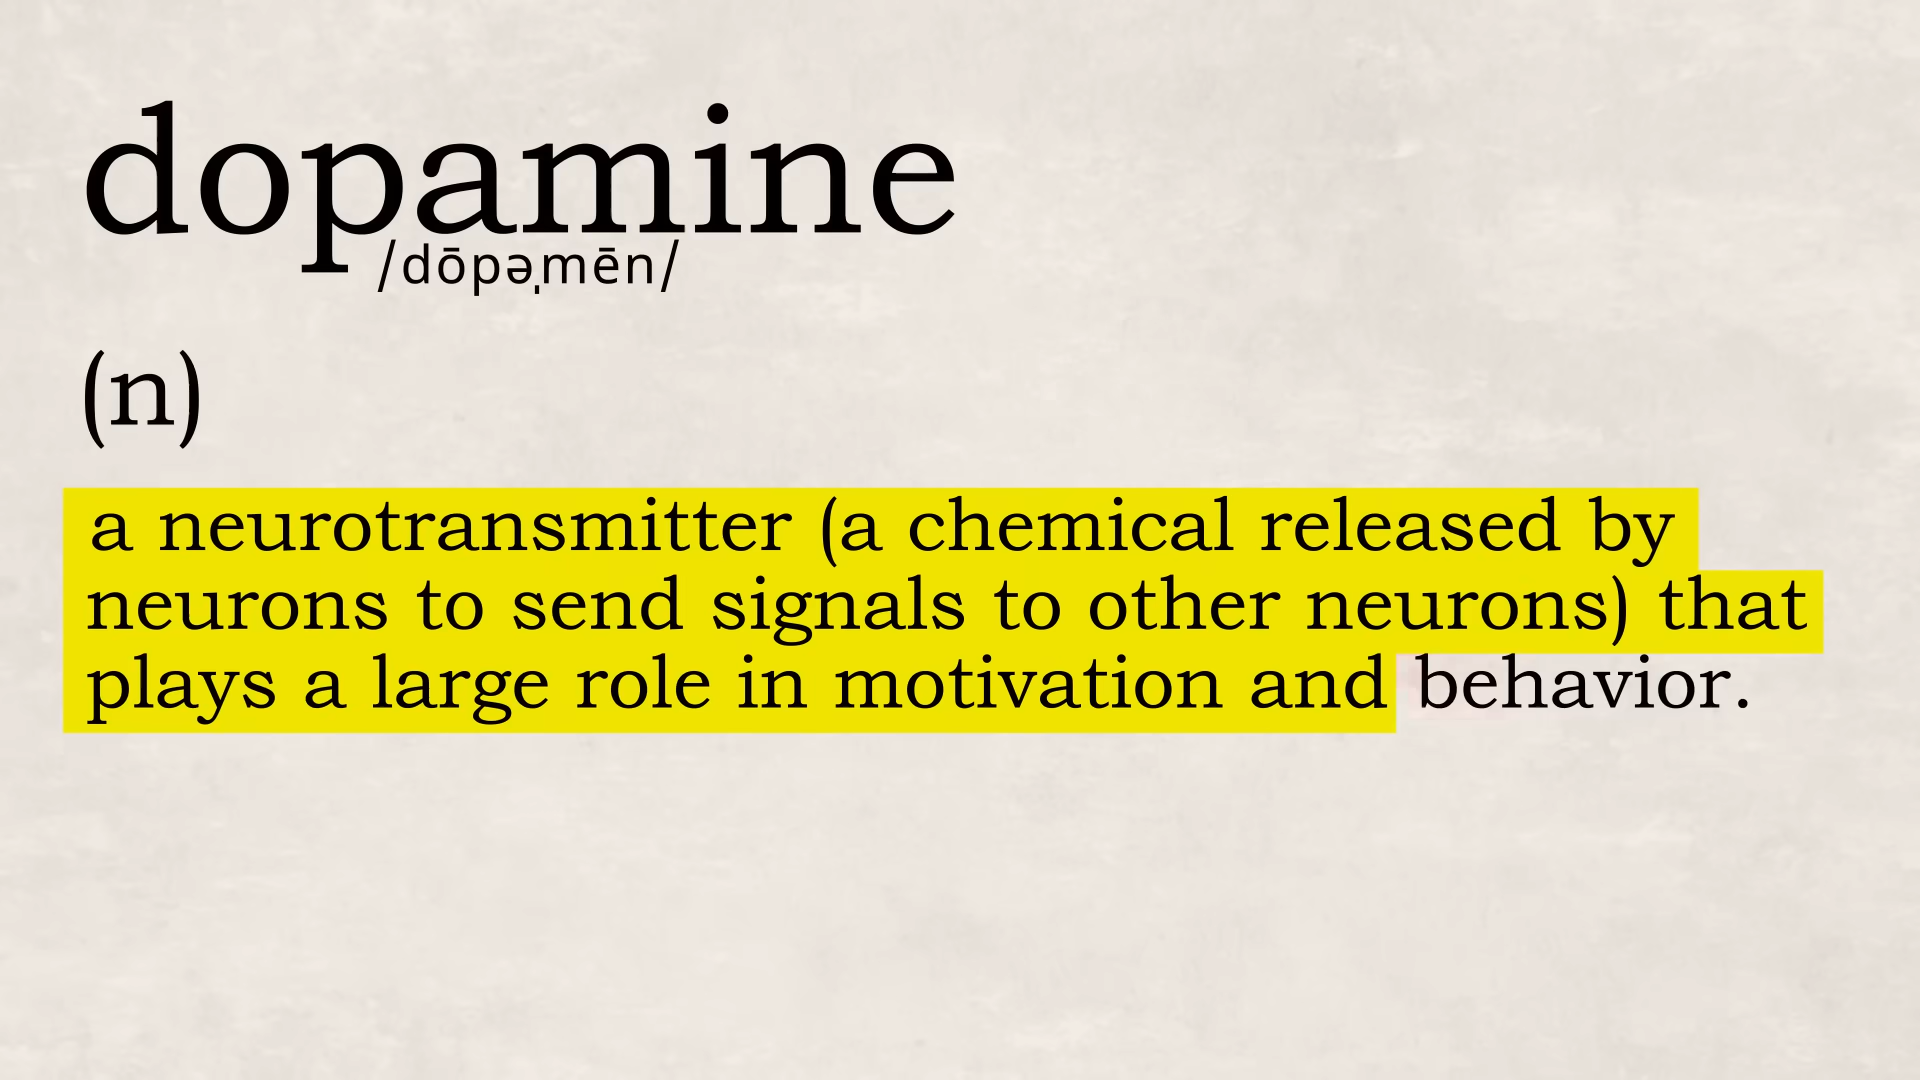 dopamine
/dōpəˌmēn/
(n)
a neurotransmitter (a chemical released by
neurons to send signals to other neurons) that
plays a large role in motivation and behavior.